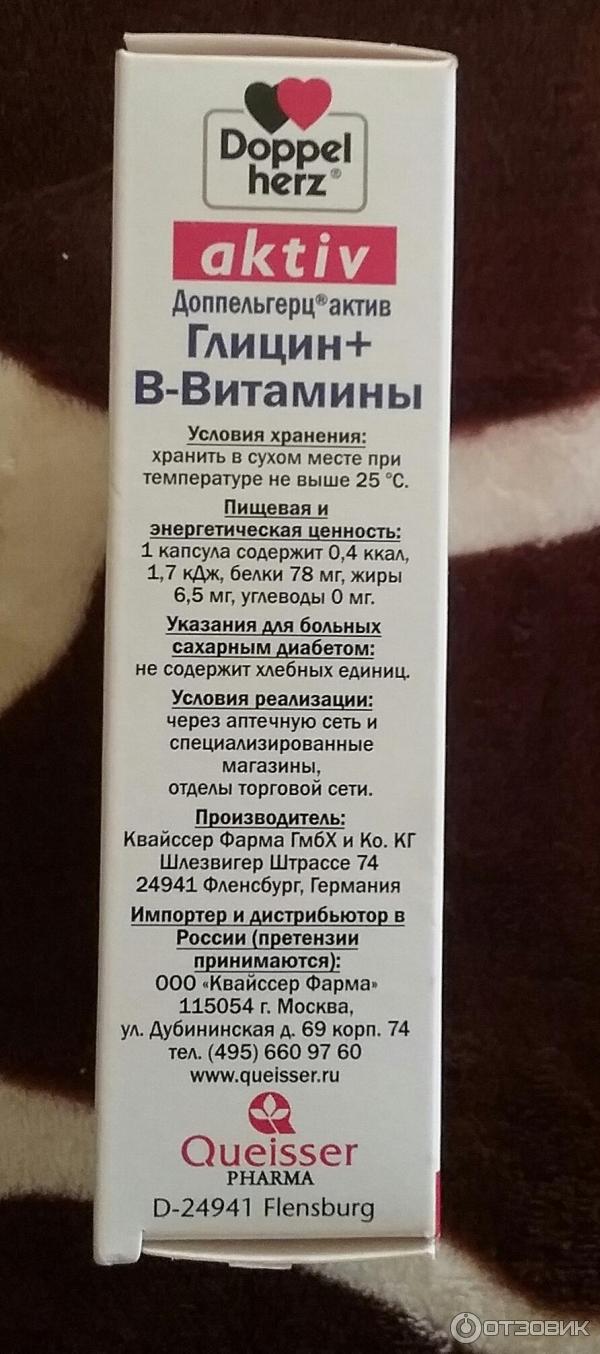 Doppel
herz®
aktiv
Доппельгерц®актив
Глицин+
В-Витамины
Условия хранения:
хранить в сухом месте при
температуре не выше 25 °С.
Пищевая и
энергетическая ценность:
1 капсула содержит 0,4 ккал,
1,7 кДж, белки 78 мг, жиры
6,5 мг, углеводы 0 мг.
Указания для больных
сахарным диабетом:
не содержит хлебных единиц.
Условия реализации:
через аптечную сеть и
специализированные
магазины,
отделы торговой сети.
Производитель:
Квайссер Фарма ГмбХ и Ко. КГ
Шлезвигер Штрассе 74
24941 Фленсбург, Германия
Импортер и дистрибьютор в
России (претензии
принимаются):
ООО «Квайссер Фарма»
115054 г. Москва,
ул. Дубининская д. 69 корп. 74
тел. (495) 660 97 60
www.queisser.ru
Queisser
PHARMA
D-24941 Flensburg
ОТЗОВИК